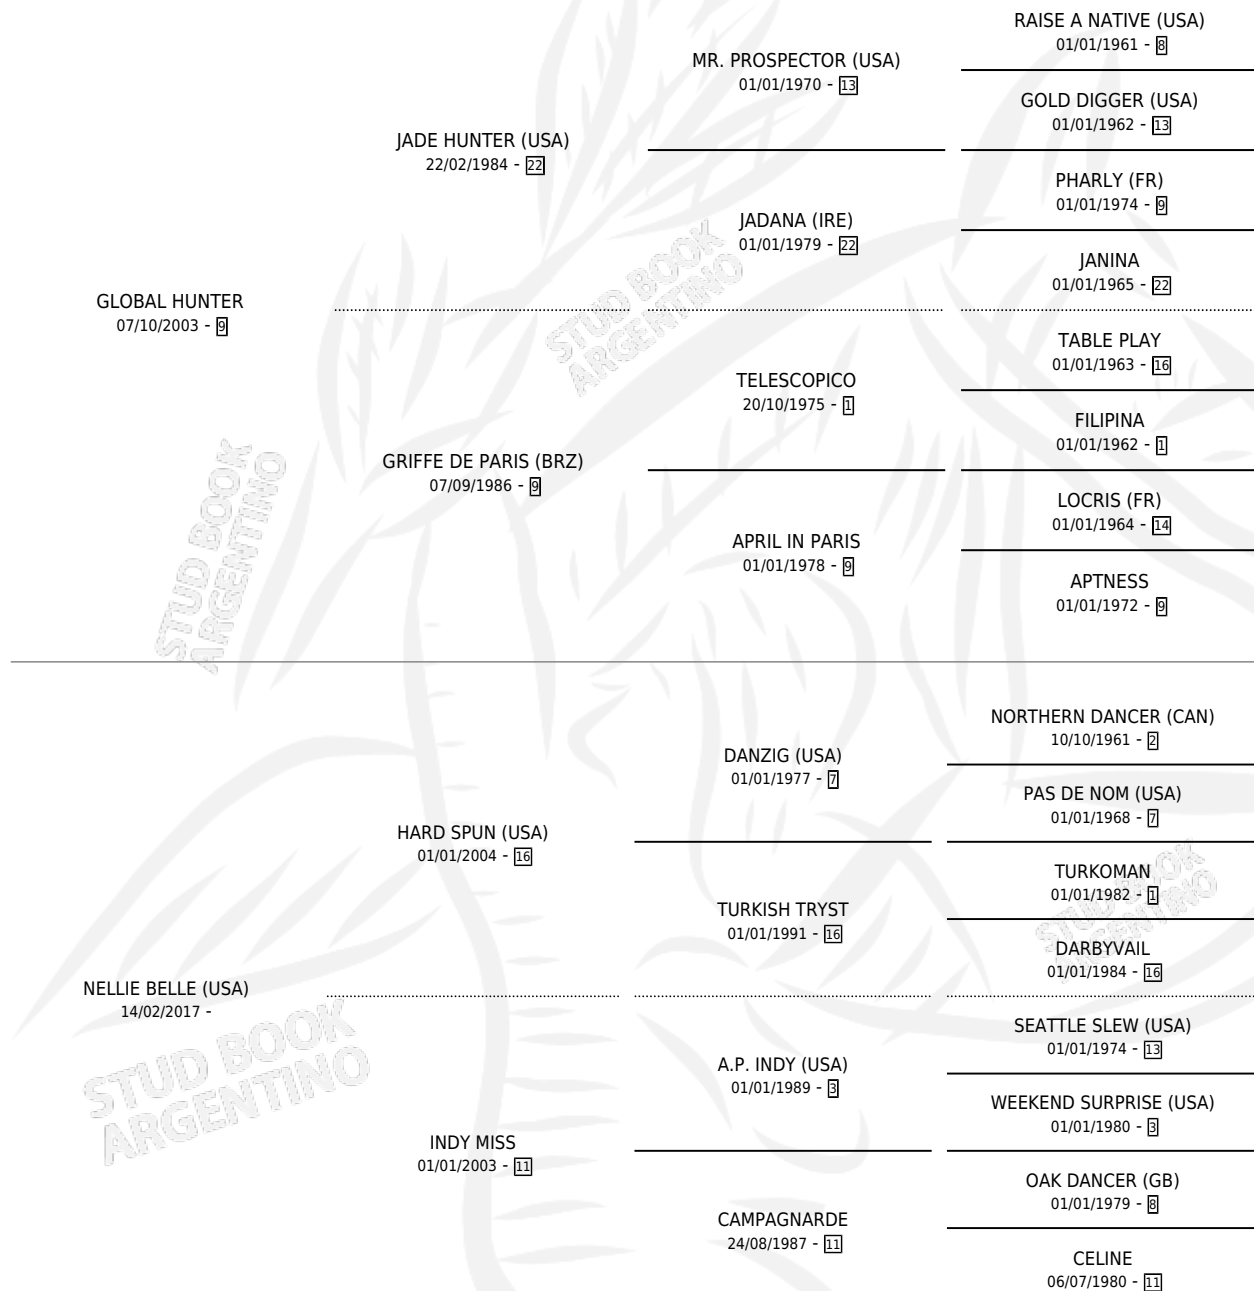 RAISE A NATIVE (USA)
01/01/1961 - 8
MR. PROSPECTOR (USA)
01/01/1970 - 13
GOLD DIGGER (USA)
01/01/1962 - 13
JADE HUNTER (USA)
22/02/1984 - 22
PHARLY (FR)
01/01/1974 - 9
JADANA (IRE)
01/01/1979 - 22
JANINA
01/01/1965 - 22
GLOBAL HUNTER
07/10/2003 - 9
STUD BOOK
ARGENTINO
TABLE PLAY
01/01/1963 - 16
TELESCOPICO
20/10/1975 - 1
FILIPINA
01/01/1962 - 1
GRIFFE DE PARIS (BRZ)
07/09/1986 - 9
LOCRIS (FR)
01/01/1964 - 14
APRIL IN PARIS
01/01/1978 - 9
APTNESS
01/01/1972 - 9
STUD BOOK
ARGENTINO
NORTHERN DANCER (CAN)
10/10/1961 - 2
DANZIG (USA)
01/01/1977 - 7
PAS DE NOM (USA)
01/01/1968 - 7
HARD SPUN (USA)
01/01/2004 - 16
TURKOMAN
01/01/1982 - 1
TURKISH TRYST
01/01/1991 - 16
STUD BOOK
ARGENTINO
DARBYVAIL
01/01/1984 - 16
NELLIE BELLE (USA)
14/02/2017 -
STUD BOOK
ARGENTINO
SEATTLE SLEW (USA)
01/01/1974 - 13
A.P. INDY (USA)
01/01/1989 - 3
WEEKEND SURPRISE (USA)
01/01/1980 - 3
INDY MISS
01/01/2003 - 11
OAK DANCER (GB)
01/01/1979 - 8
CAMPAGNARDE
24/08/1987 - 11
CELINE
06/07/1980 - 11